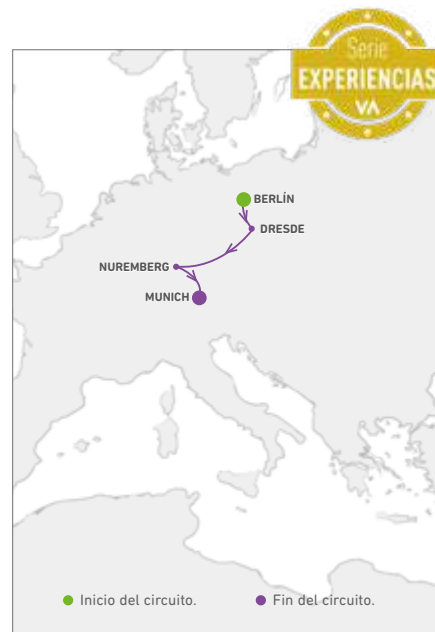 Serie
EXPERIENCIAS
VA
BERLÍN
DRESDE
NUREMBERG
MUNICH
Inicio del circuito.
Fin del circuito.